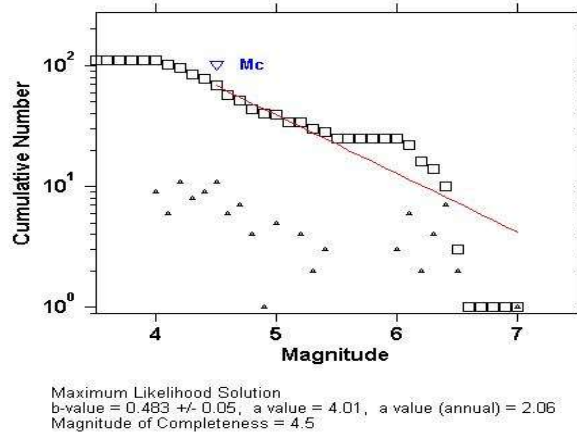 10²
Mc
10¹
10⁰
Cumulative Number
4 5 6 7
Magnitude
Maximum Likelihood Solution
b-value = 0.483 +/- 0.05, a value = 4.01, a value (annual) = 2.06
Magnitude of Completeness = 4.5